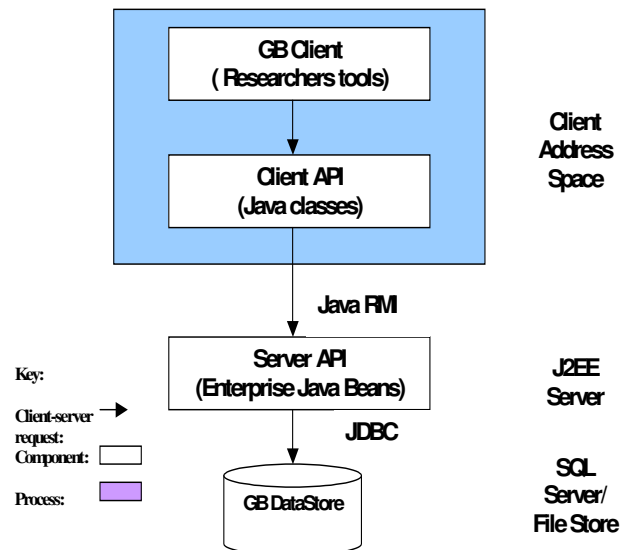 GB Client
( Researchers tools)
Client API
(Java classes)
Client
Address
Space
Java RMI
Server API
(Enterprise Java Beans)
J2EE
Server
JDBC
GB DataStore
SQL
Server/
File Store
Key:
Client-server
request:
Component:
Process: